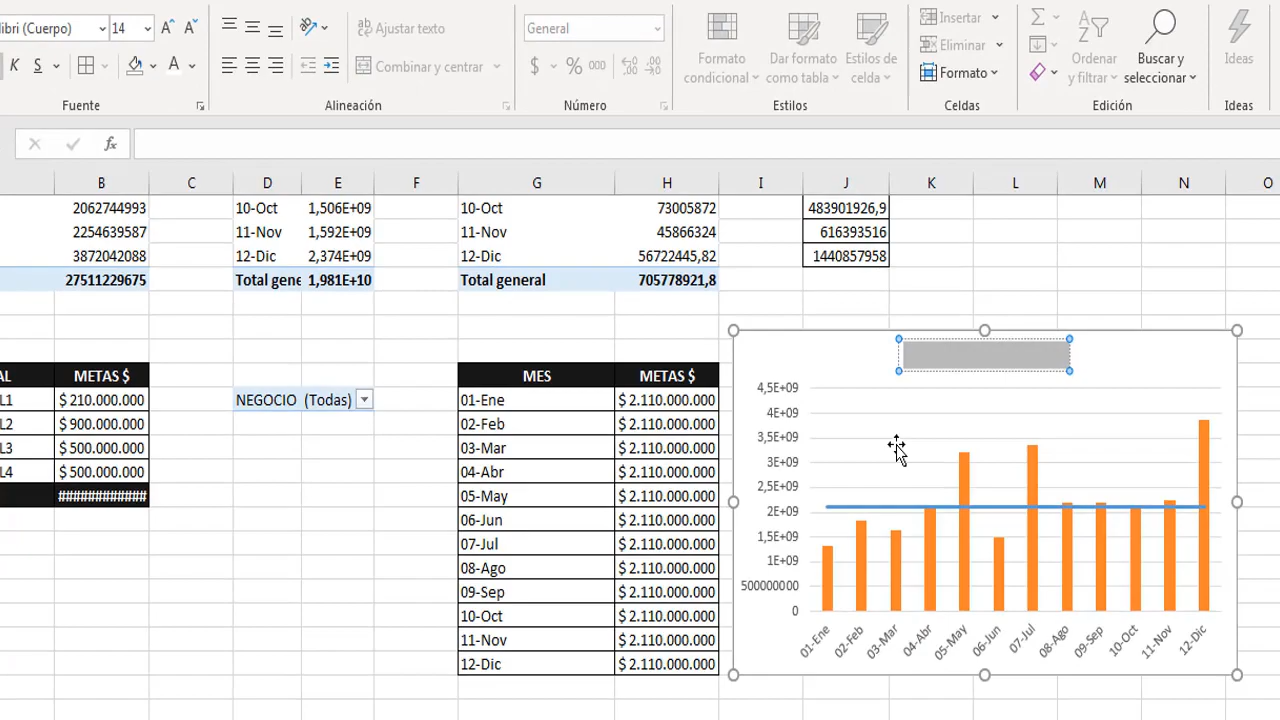 libri (Cuerpo) 14 A A Ajustar texto General Insertar
K S A Combinar y centrar $ % 000 Formato condicional Dar formato como tabla Estilos de celda Eliminar Formato Ordenar y filtrar Buscar y seleccionar Ideas
Fuente Alineación Número Estilos Celdas Edición Ideas
fx
B C D E F G H I J K L M N O
2062744993 10-Oct 1,506E+09 10-Oct 73005872 483901926,9
2254639587 11-Nov 1,592E+09 11-Nov 45866324 616393516
3872042088 12-Dic 2,374E+09 12-Dic 56722445,82 1440857958
27511229675 Total gene 1,981E+10 Total general 705778921,8
AL METAS $ MES METAS $
L1 $ 210.000.000 NEGOCIO (Todas) 01-Ene $ 2.110.000.000
L2 $ 900.000.000 02-Feb $ 2.110.000.000
L3 $ 500.000.000 03-Mar $ 2.110.000.000
L4 $ 500.000.000 04-Abr $ 2.110.000.000
############ 05-May $ 2.110.000.000
06-Jun $ 2.110.000.000
07-Jul $ 2.110.000.000
08-Ago $ 2.110.000.000
09-Sep $ 2.110.000.000
10-Oct $ 2.110.000.000
11-Nov $ 2.110.000.000
12-Dic $ 2.110.000.000
4,5E+09
4E+09
3,5E+09
3E+09
2,5E+09
2E+09
1,5E+09
1E+09
500000000
0
01-Ene 02-Feb 03-Mar 04-Abr 05-May 06-Jun 07-Jul 08-Ago 09-Sep 10-Oct 11-Nov 12-Dic